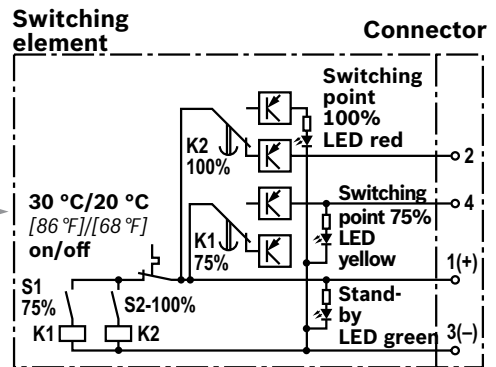 Switching
element
Connector
Switching
point
100%
LED red
K2
100%
2
30 °C/20 °C
[86 °F]/[68 °F]
on/off
4
Switching
point 75%
LED
yellow
K1
75%
1(+)
S1
75%
S2-100%
K1
K2
Stand-
by
LED green
3(–)